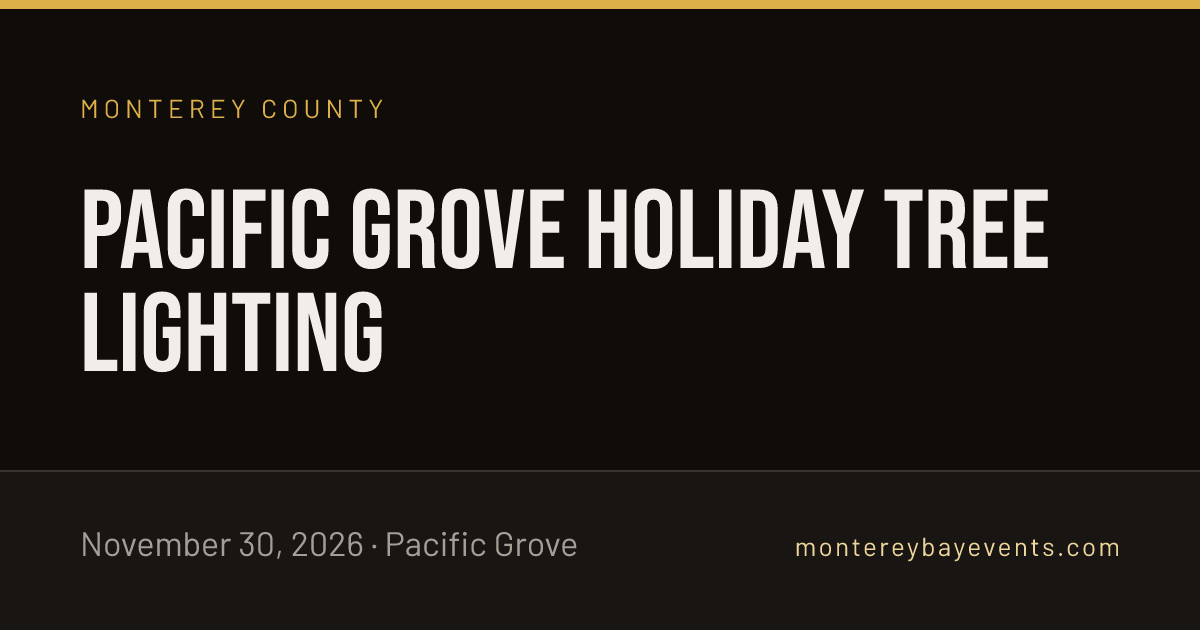 MONTEREY COUNTY
PACIFIC GROVE HOLIDAY TREE
LIGHTING
November 30, 2026 · Pacific Grove
montereybayevents.com